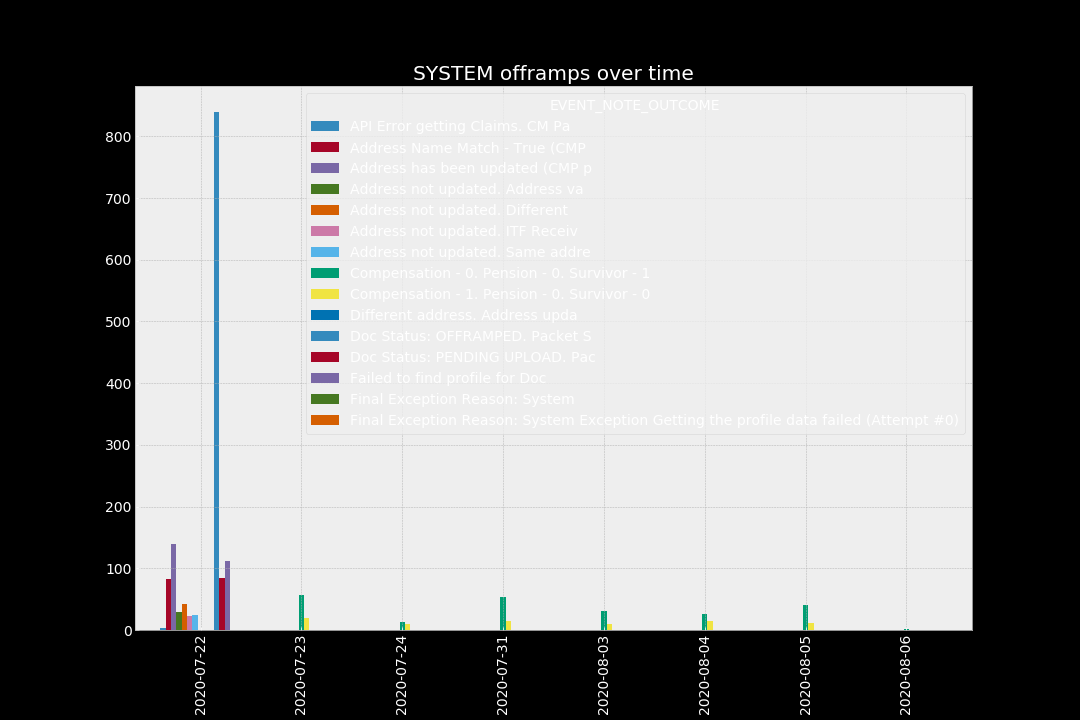 SYSTEM offramps over time
EVENT_NOTE_OUTCOME
API Error getting Claims. CM Pa
Address Name Match - True (CMP
Address has been updated (CMP p
Address not updated. Address va
Address not updated. Different
Address not updated. ITF Receiv
Address not updated. Same addre
Compensation - 0. Pension - 0. Survivor - 1
Compensation - 1. Pension - 0. Survivor - 0
Different address. Address upda
Doc Status: OFFRAMPED. Packet S
Doc Status: PENDING UPLOAD. Pac
Failed to find profile for Doc
Final Exception Reason: System
Final Exception Reason: System Exception Getting the profile data failed (Attempt #0)
800
700
600
500
400
300
200
100
0
2020-07-22
2020-07-23
2020-07-24
2020-07-31
2020-08-03
2020-08-04
2020-08-05
2020-08-06